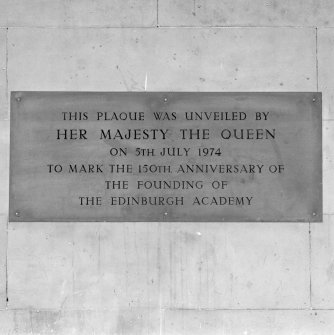 THIS PLAQUE WAS UNVEILED BY
HER MAJESTY THE QUEEN
ON 5TH JULY 1974
TO MARK THE 150TH ANNIVERSARY OF
THE FOUNDING OF
THE EDINBURGH ACADEMY